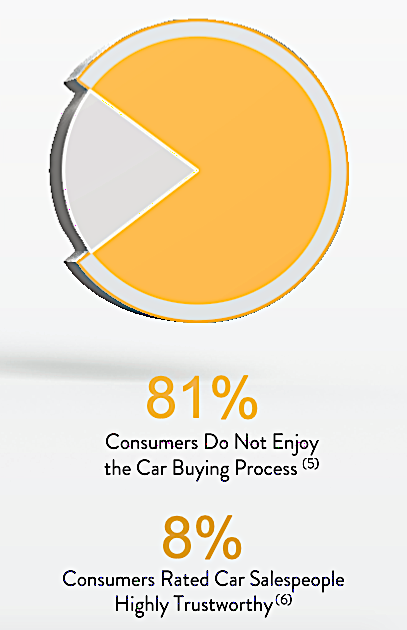 81%
Consumers Do Not Enjoy
the Car Buying Process (5)
8%
Consumers Rated Car Salespeople
Highly Trustworthy (6)